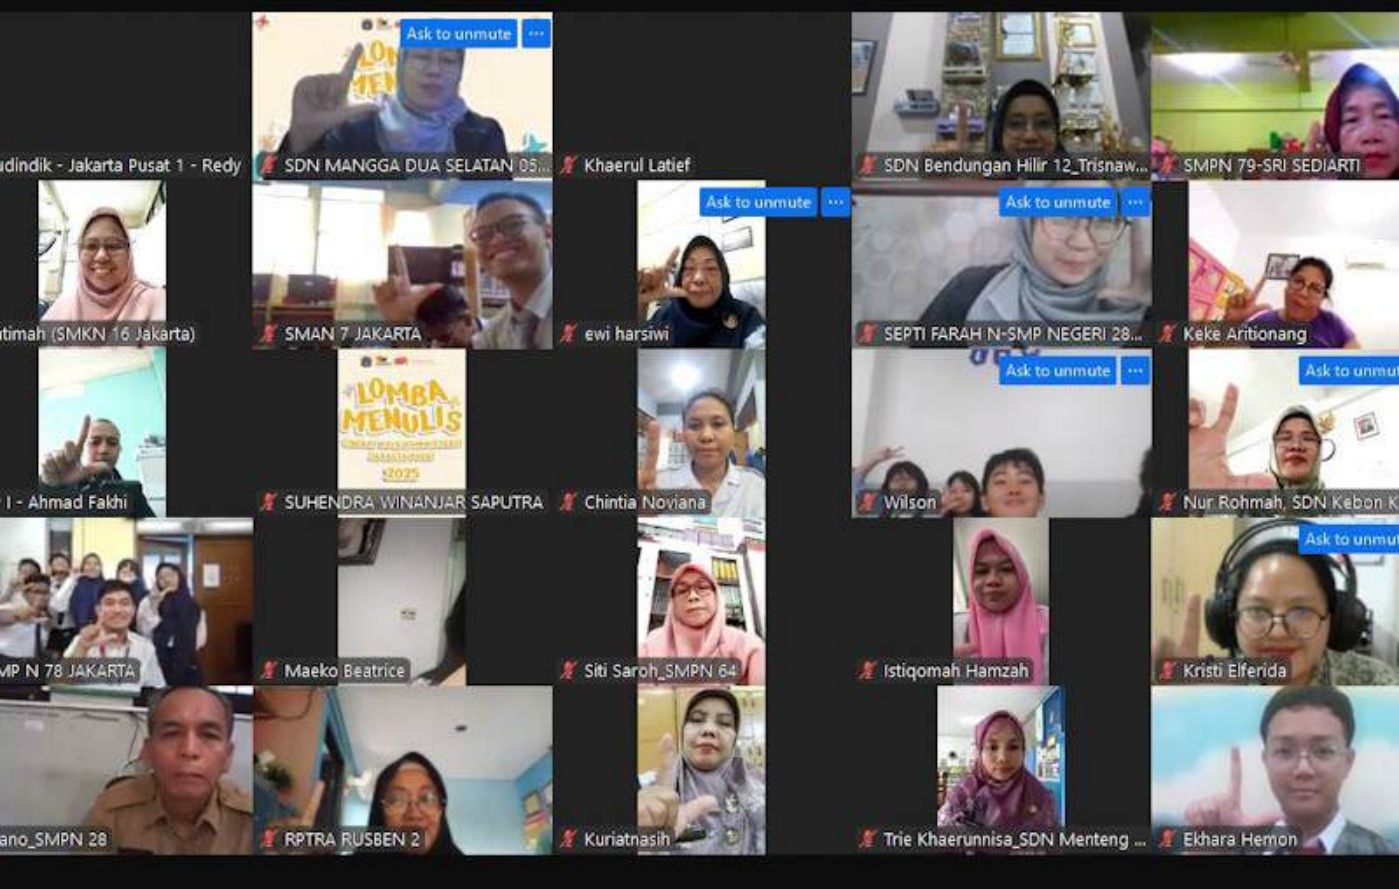 Ask to unmute
udindik - Jakarta Pusat 1 - Redy
SDN MANGGA DUA SELATAN 05...
Khaerul Latief
SDN Bendungan Hilir 12_Trisnaw...
SMPN 79-SRI SEDIARTI
Ask to unmute
Ask to unmute
timah (SMKN 16 Jakarta)
SMAN 7 JAKARTA
ewi harsiwi
SEPTI FARAH N-SMP NEGERI 28...
Keke Aritionang
Ask to unmute
Ask to unmut
LOMBA
MENULIS
2025
I - Ahmad Fakhi
SUHENDRA WINANJAR SAPUTRA
Chintia Noviana
Wilson
Nur Rohmah, SDN Kebon
Ask to unmut
MP N 78 JAKARTA
Maeko Beatrice
Siti Saroh_SMPN 64
Istiqomah Hamzah
Kristi Elferida
ano_SMPN 28
RPTRA RUSBEN 2
Kuriatnasih
Trie Khaerunnisa_SDN Menteng ...
Ekhara Hemon